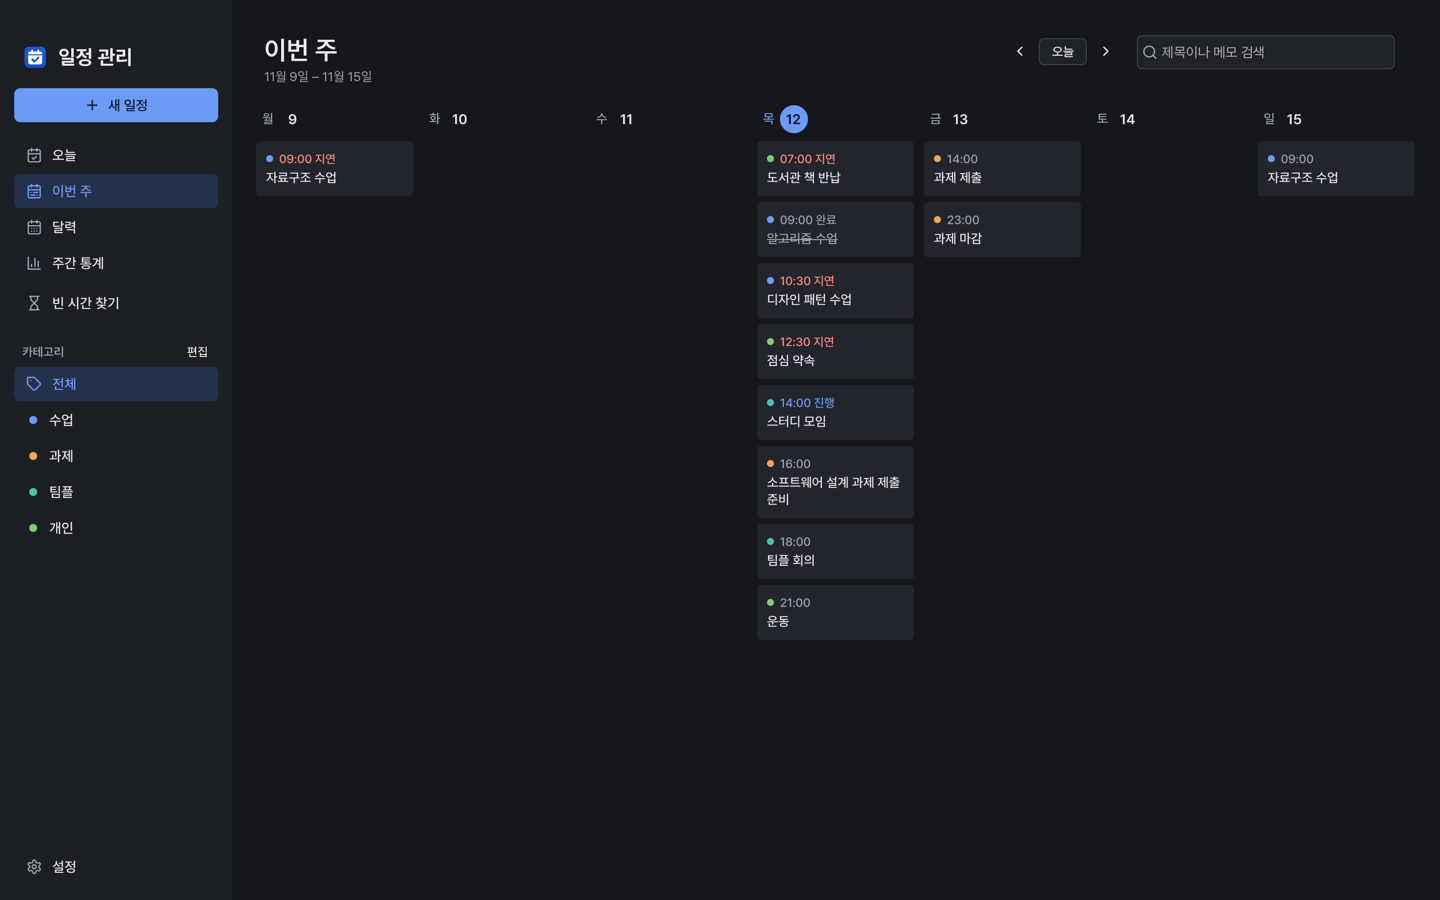 일정 관리
새 일정
오늘
이번 주
달력
주간 통계
빈 시간 찾기
카테고리 편집
전체
수업
과제
팀플
개인
설정
이번 주
11월 9일 – 11월 15일
오늘
제목이나 메모 검색
월 9
09:00 지연
자료구조 수업
화 10
수 11
목 12
07:00 지연
도서관 책 반납
09:00 완료
알고리즘 수업
10:30 지연
디자인 패턴 수업
12:30 지연
점심 약속
14:00 진행
스터디 모임
16:00
소프트웨어 설계 과제 제출
준비
18:00
팀플 회의
21:00
운동
금 13
14:00
과제 제출
23:00
과제 마감
토 14
일 15
09:00
자료구조 수업